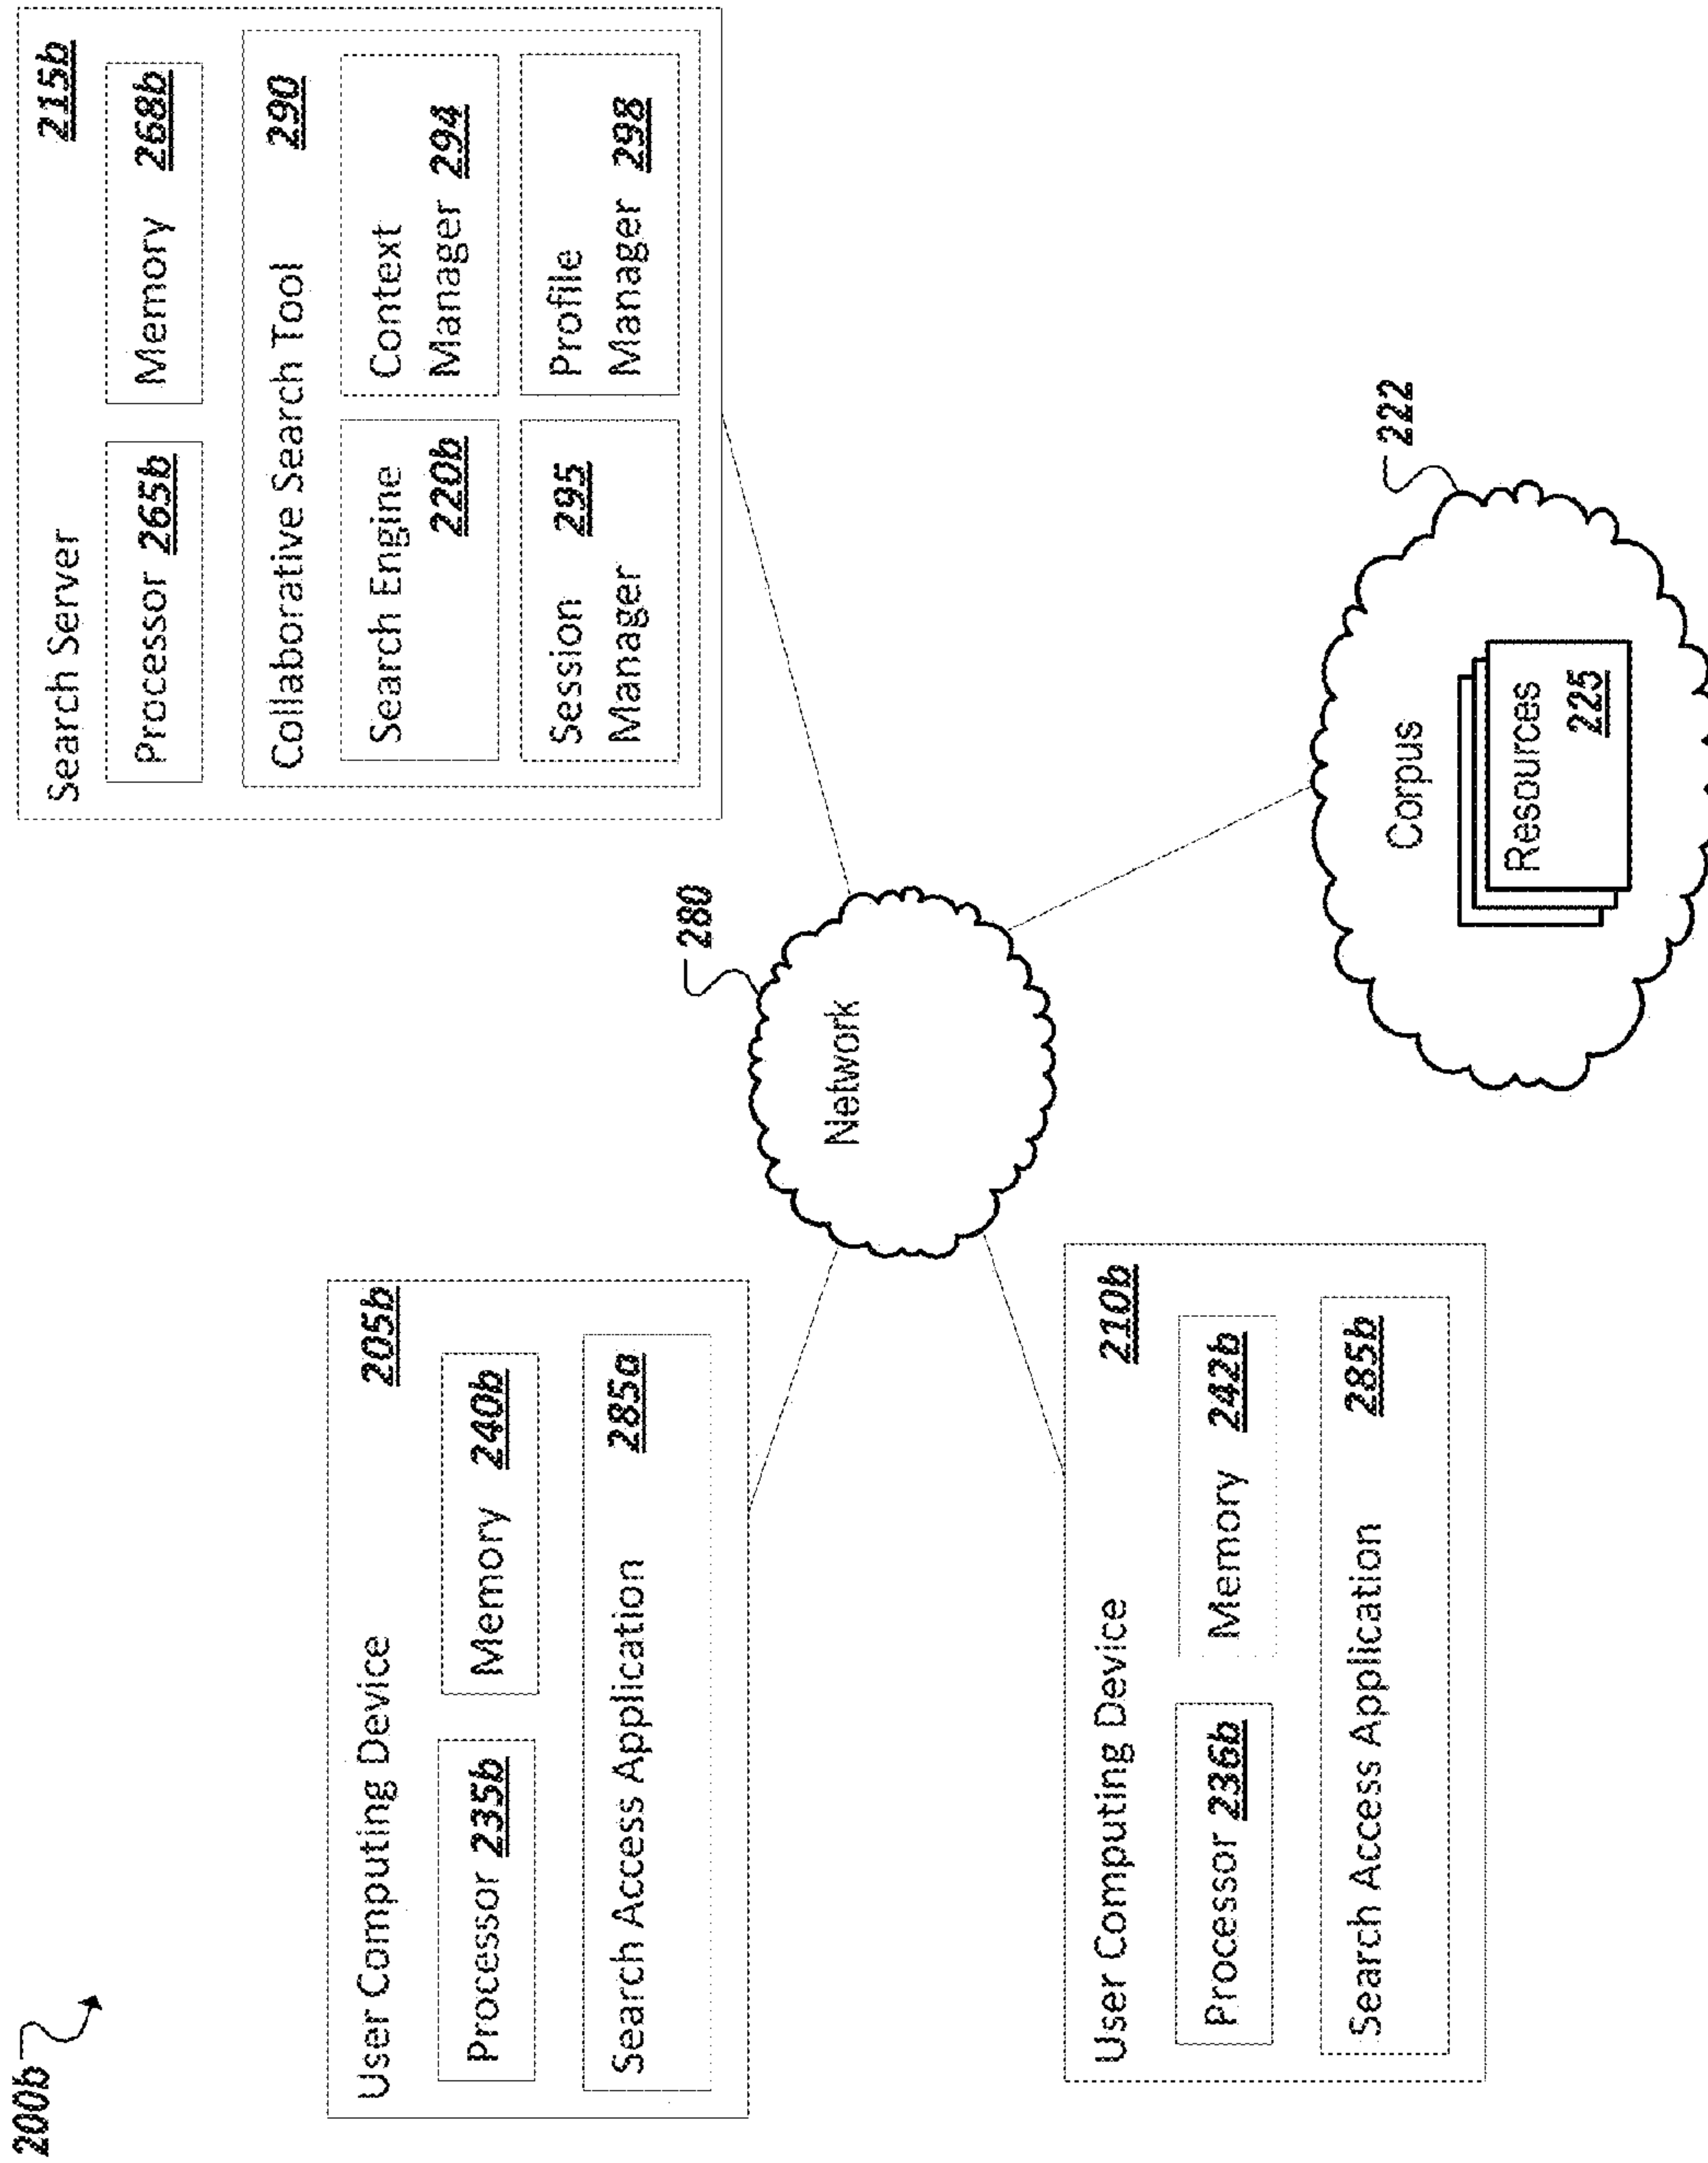 200b
User Computing Device 205b
Processor 235b
Memory 240b
Search Access Application 285a
User Computing Device 210b
Processor 236b
Memory 242b
Search Access Application 285b
Network
280
Search Server 215b
Processor 265b
Memory 268b
Collaborative Search Tool 290
Search Engine
220b
Context
Manager 294
Session 295
Manager
Profile
Manager 298
222
Corpus
Resources
225